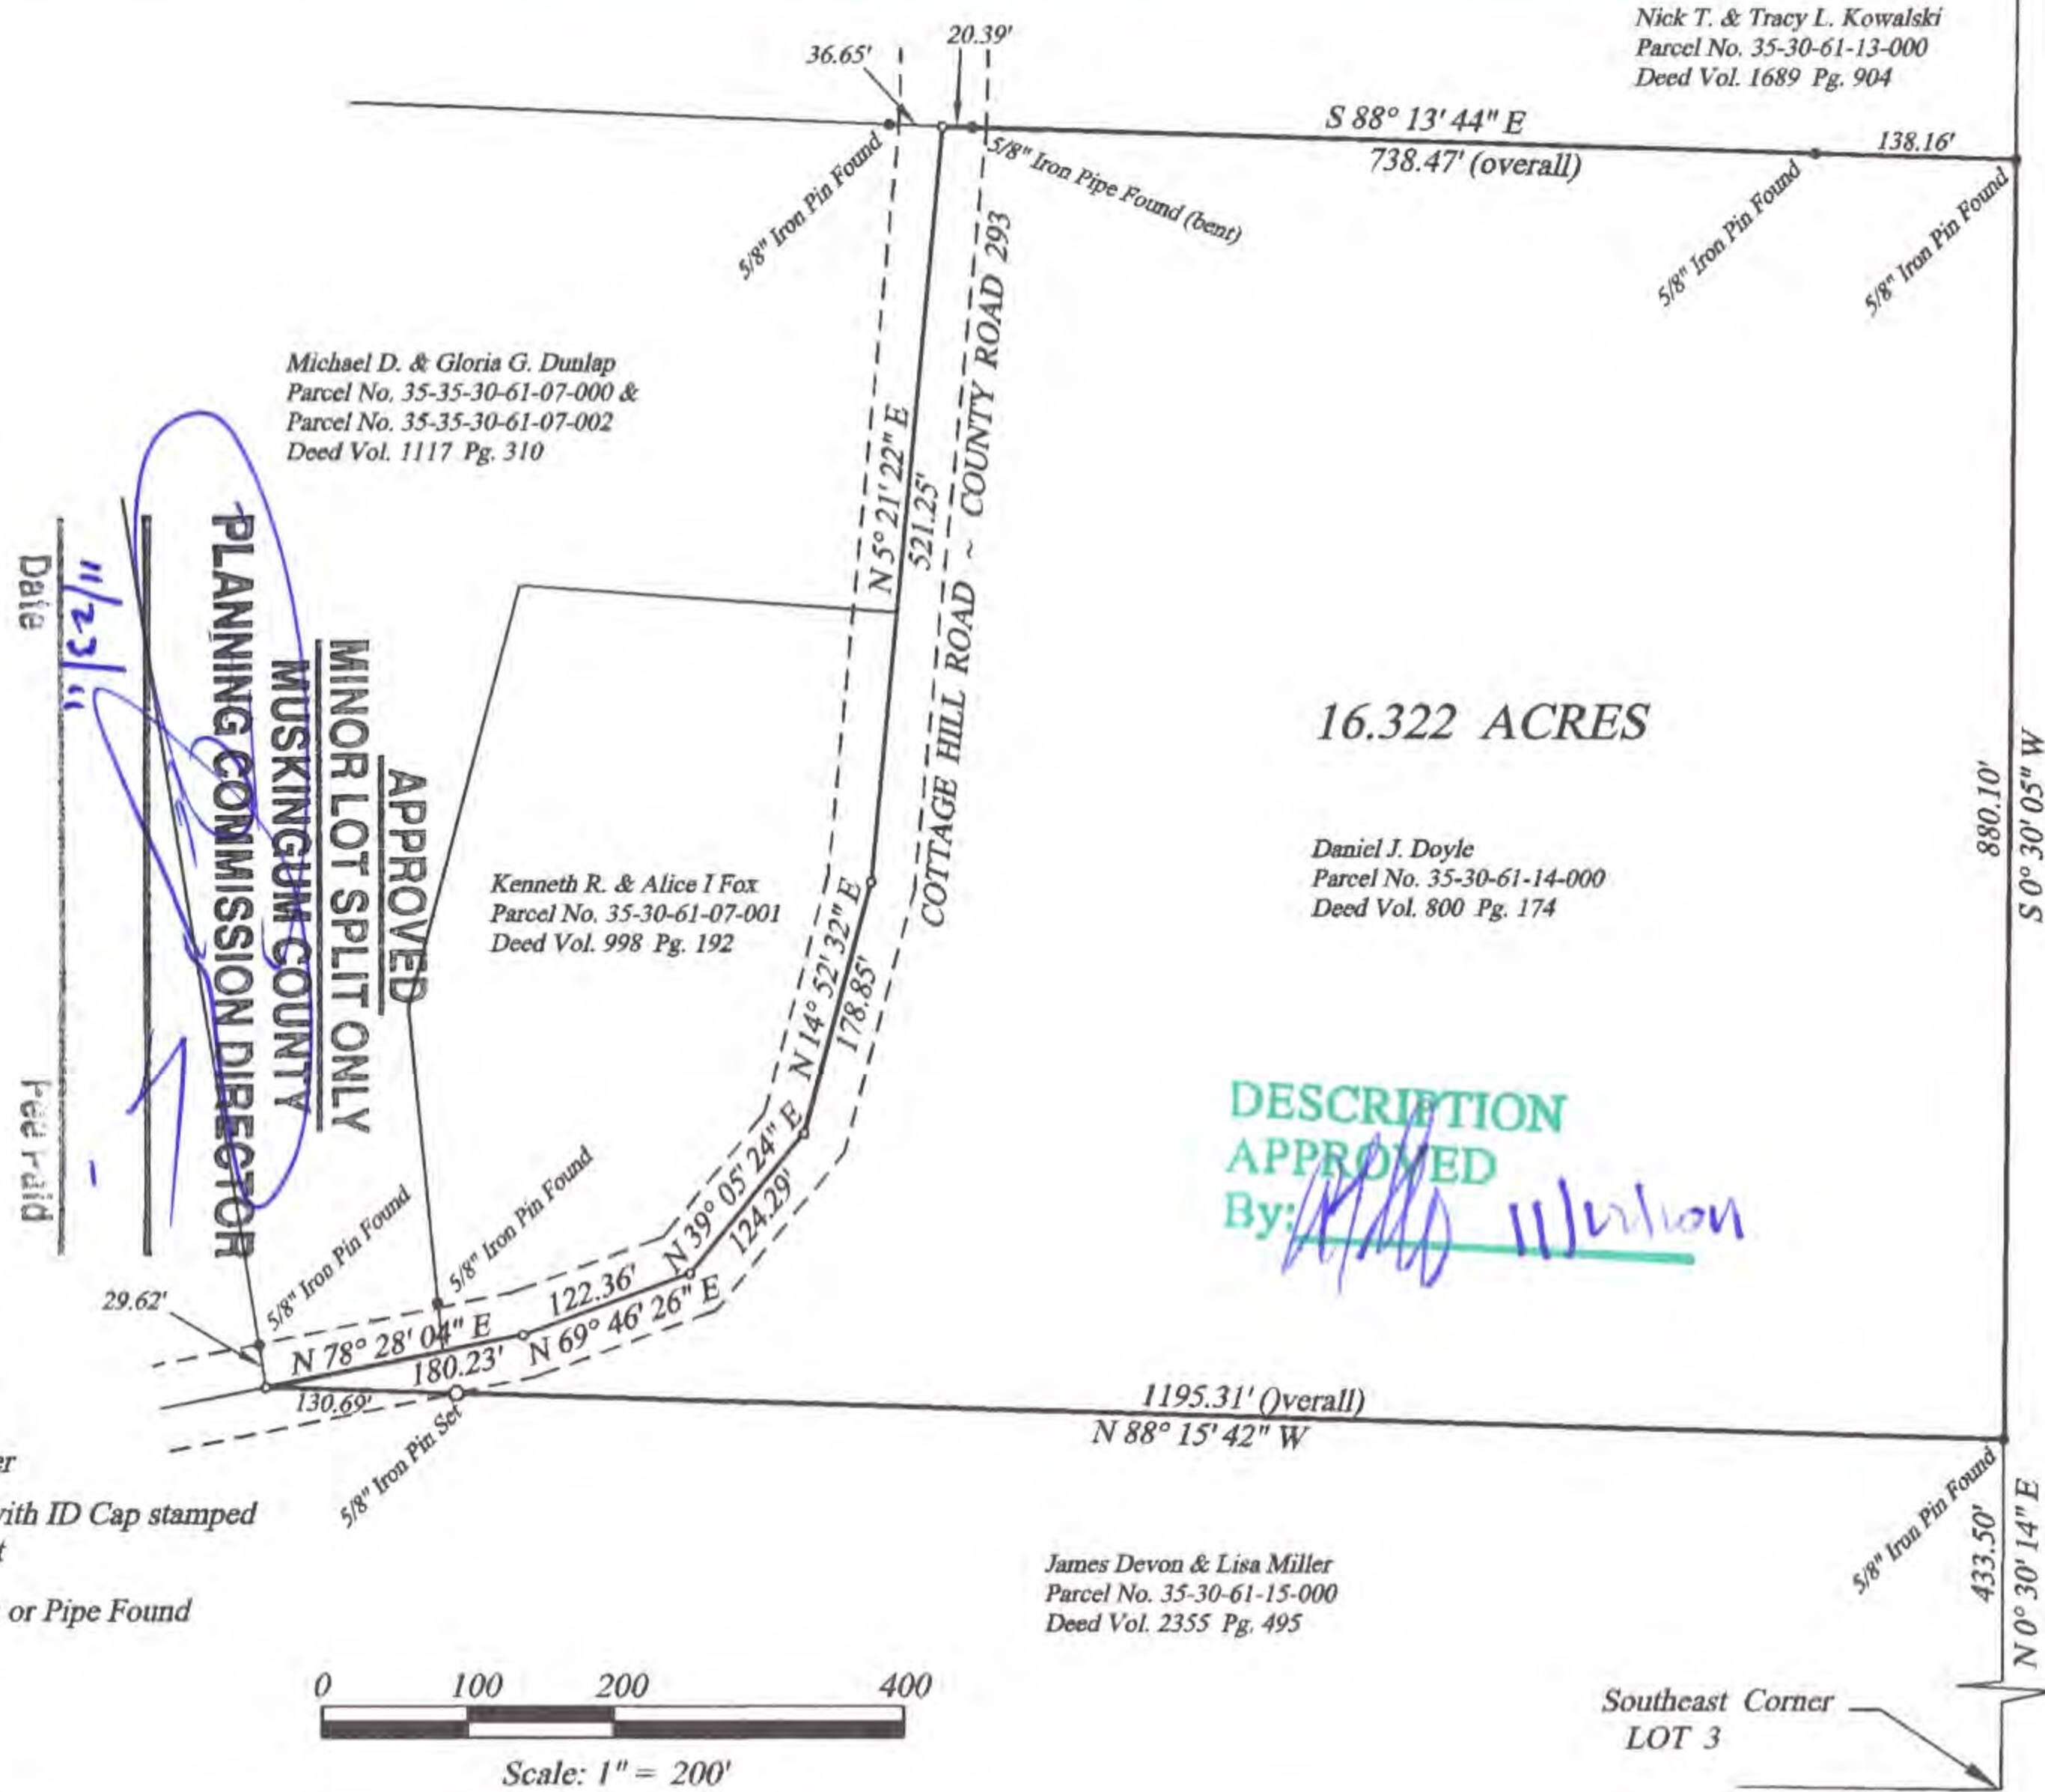 Nick T. & Tracy L. Kowalski
Parcel No. 35-30-61-13-000
Deed Vol. 1689 Pg. 904
36.65'
20.39'
S 88° 13' 44" E
738.47' (overall)
138.16'
5/8" Iron Pin Found
5/8" Iron Pipe Found (bent)
5/8" Iron Pin Found
5/8" Iron Pin Found
Michael D. & Gloria G. Dunlap
Parcel No. 35-35-30-61-07-000 &
Parcel No. 35-35-30-61-07-002
Deed Vol. 1117 Pg. 310
N 5° 21' 22" E
521.25'
COTTAGE HILL ROAD ~ COUNTY ROAD 293
APPROVED
MINOR LOT SPLIT ONLY
MUSKINGUM COUNTY
PLANNING COMMISSION DIRECTOR
11/23/11
Date
Fee Paid
16.322 ACRES
880.10'
S 0° 30' 05" W
Daniel J. Doyle
Parcel No. 35-30-61-14-000
Deed Vol. 800 Pg. 174
Kenneth R. & Alice I Fox
Parcel No. 35-30-61-07-001
Deed Vol. 998 Pg. 192
N 14° 52' 32" E
178.85'
DESCRIPTION
APPROVED
By:
N 39° 05' 24" E
124.29'
5/8" Iron Pin Found
5/8" Iron Pin Found
29.62'
122.36'
N 69° 46' 26" E
N 78° 28' 04" E
180.23'
130.69'
5/8" Iron Pin Set
1195.31' ()verall)
N 88° 15' 42" W
5/8" Iron Pin Found
433.50'
N 0° 30' 14" E
with ID Cap stamped
or Pipe Found
James Devon & Lisa Miller
Parcel No. 35-30-61-15-000
Deed Vol. 2355 Pg. 495
0 100 200 400
Scale: 1" = 200'
Southeast Corner
LOT 3